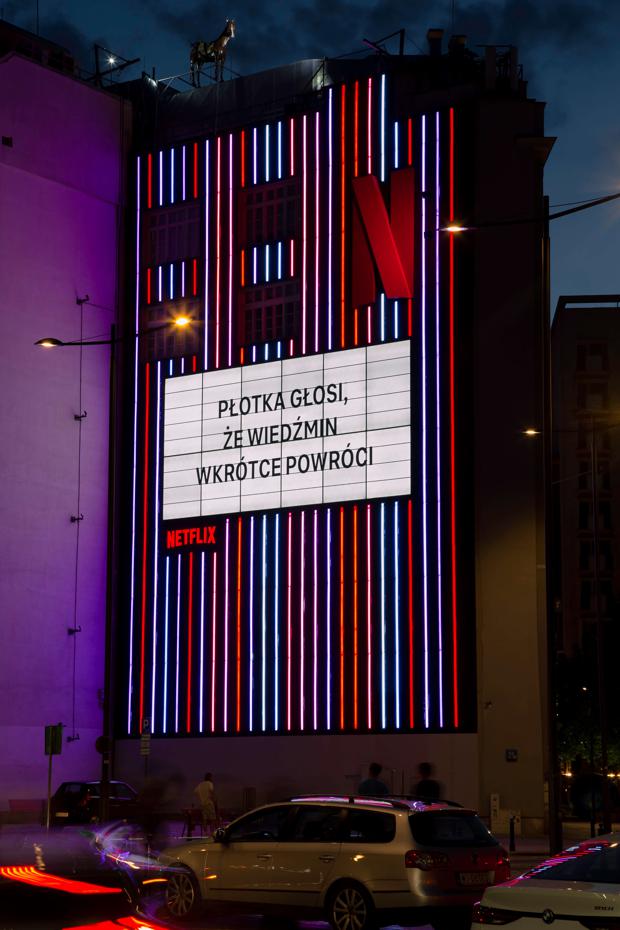 PŁOTKA GŁOSI,
ŻE WIEDŹMIN
WKRÓTCE POWRÓCI
NETFLIX